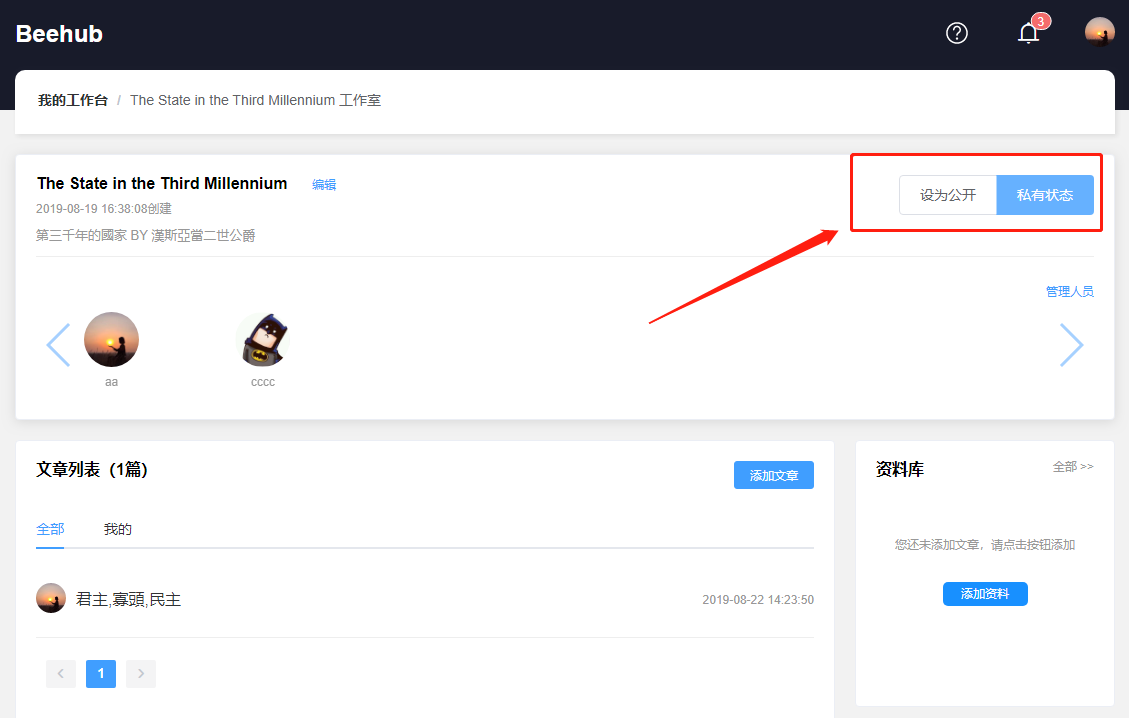 Beehub
3
我的工作台 / The State in the Third Millennium 工作室
The State in the Third Millennium 编辑
设为公开 私有状态
2019-08-19 16:38:08创建
第三千年的國家 BY 漢斯亞當二世公爵
管理人员
aa cccc
文章列表（1篇）
添加文章
资料库 全部 >>
全部 我的
您还未添加文章，请点击按钮添加
添加资料
君主,寡頭,民主 2019-08-22 14:23:50
< 1 >